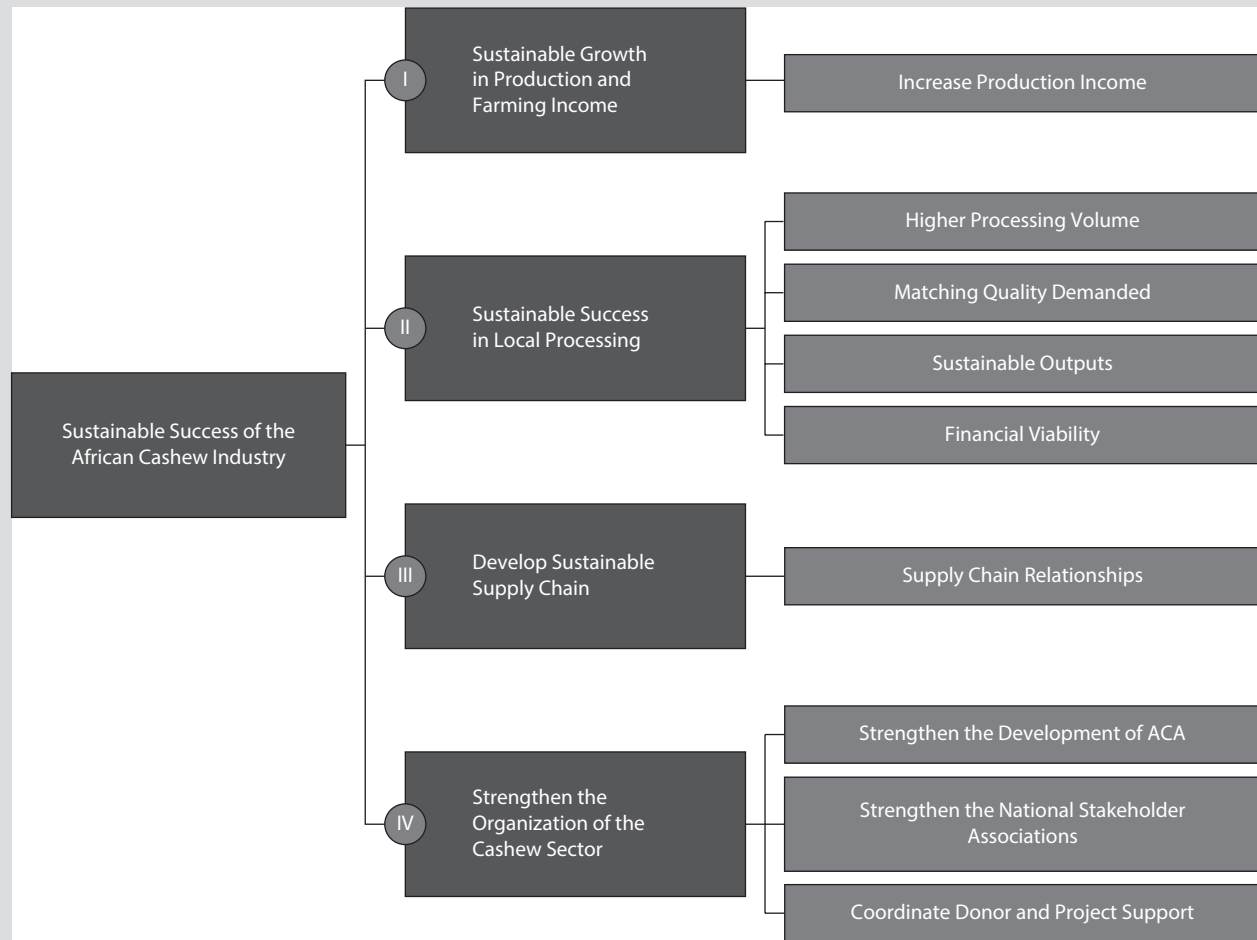 Sustainable Success of the
African Cashew Industry
I
Sustainable Growth
in Production and
Farming Income
Increase Production Income
II
Sustainable Success
in Local Processing
Higher Processing Volume
Matching Quality Demanded
Sustainable Outputs
Financial Viability
III
Develop Sustainable
Supply Chain
Supply Chain Relationships
IV
Strengthen the
Organization of the
Cashew Sector
Strengthen the Development of ACA
Strengthen the National Stakeholder
Associations
Coordinate Donor and Project Support